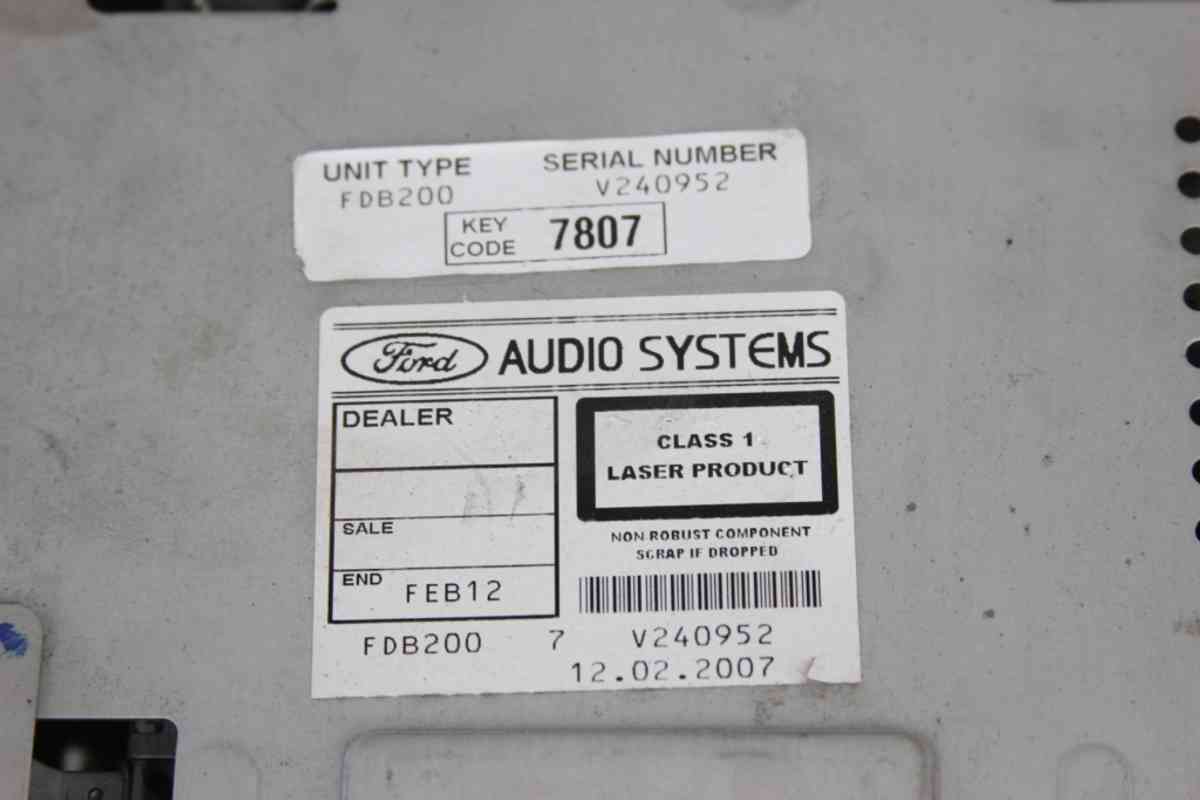 UNIT TYPE SERIAL NUMBER
FDB200 V240952
KEY CODE 7807
Ford AUDIO SYSTEMS
DEALER
CLASS 1
LASER PRODUCT
SALE
NON ROBUST COMPONENT
SCRAP IF DROPPED
END FEB12
FDB200 7 V240952
12.02.2007